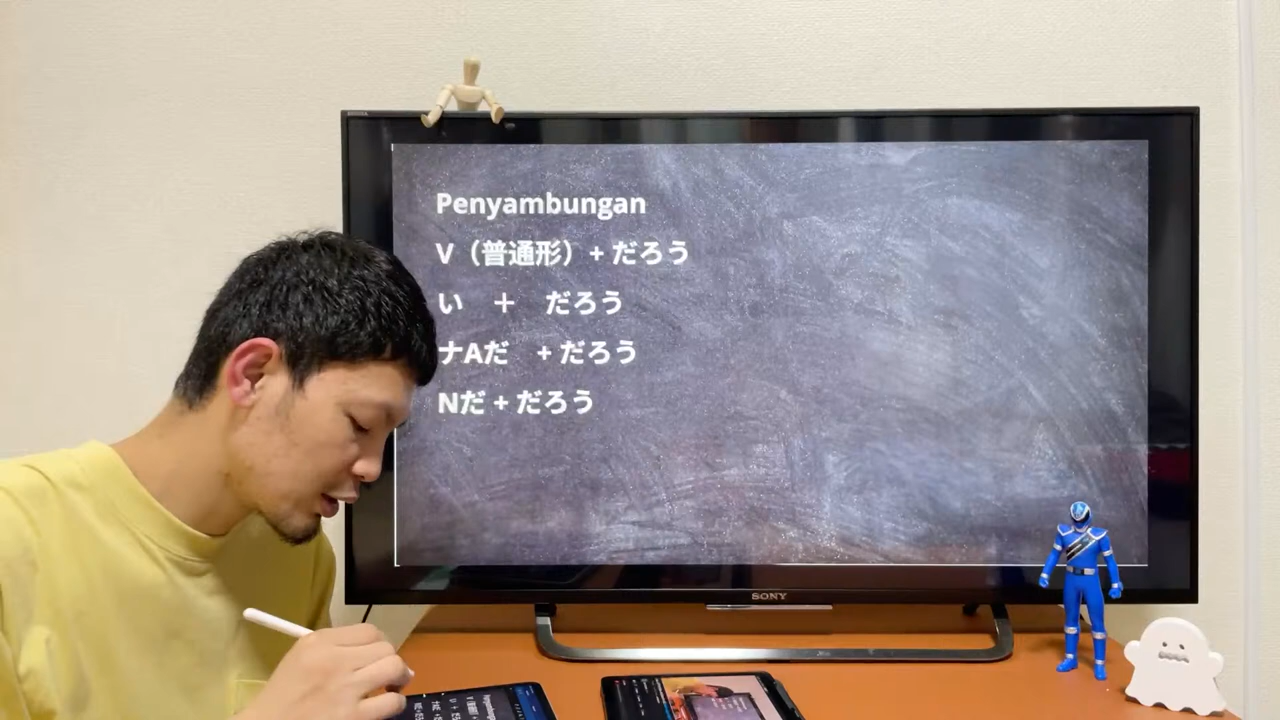 Penyambungan
V（普通形）+ だろう
い　＋　だろう
ナAだ　+ だろう
Nだ + だろう
SONY